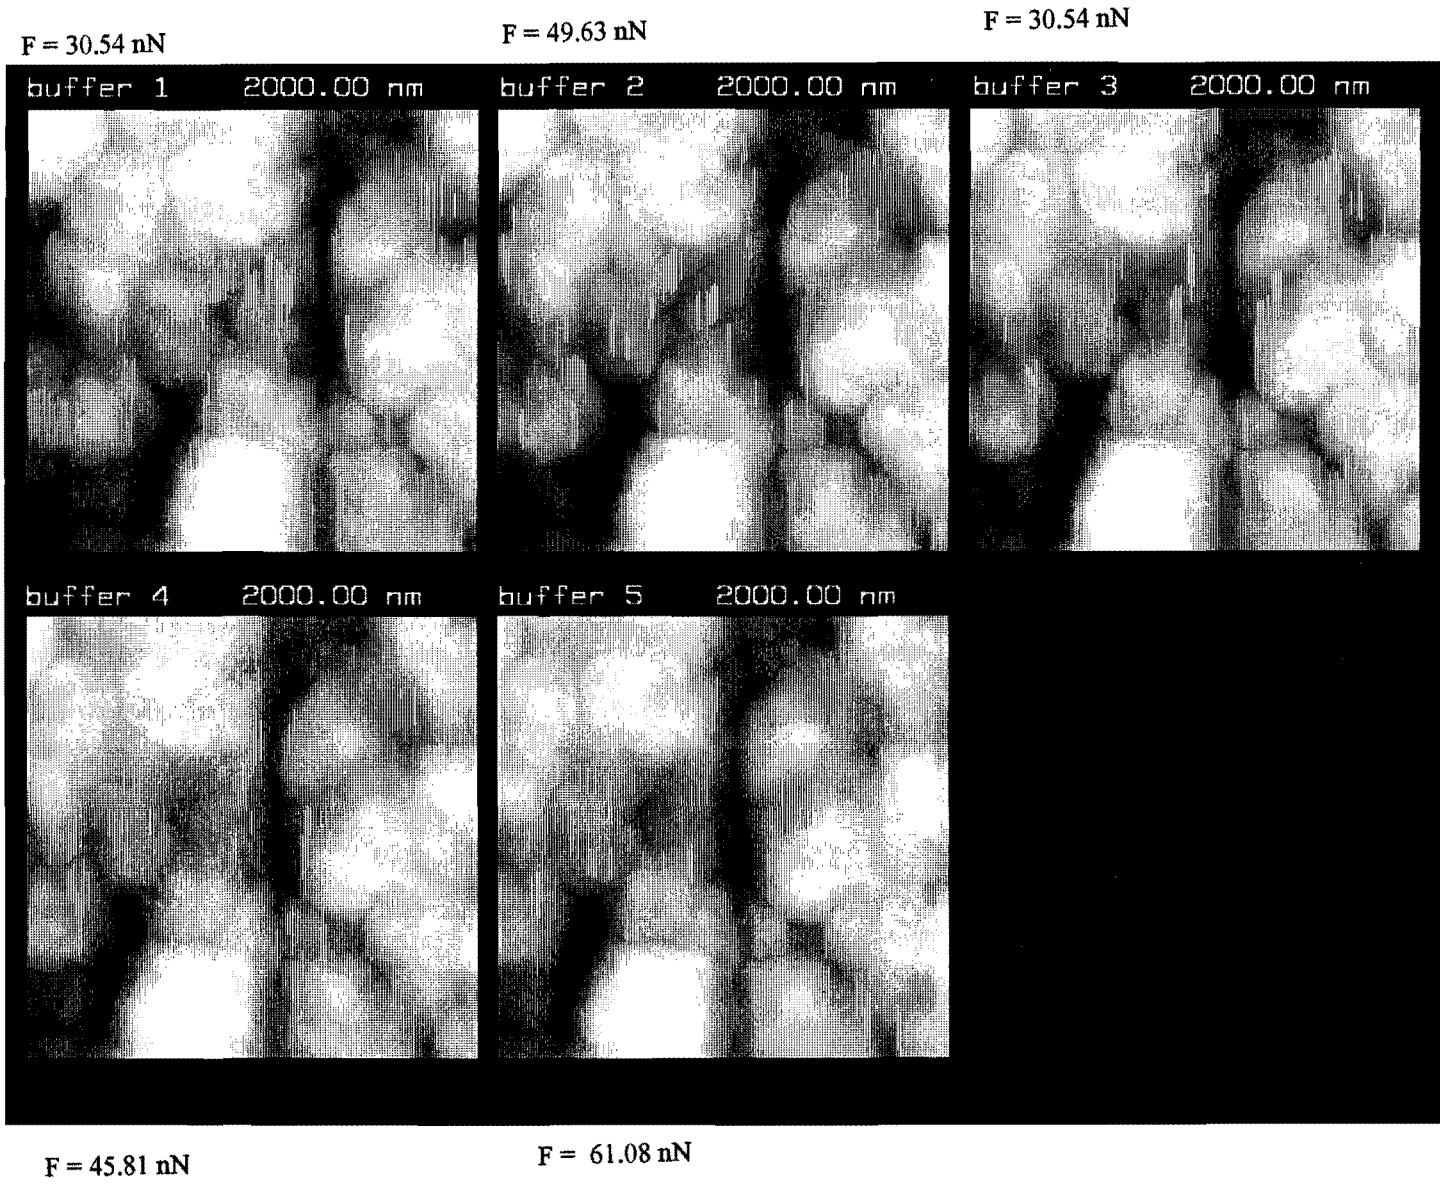 F = 30.54 nN
F = 49.63 nN
F = 30.54 nN
buffer 1 2000.00 nm
buffer 2 2000.00 nm
buffer 3 2000.00 nm
buffer 4 2000.00 nm
buffer 5 2000.00 nm
F = 45.81 nN
F = 61.08 nN